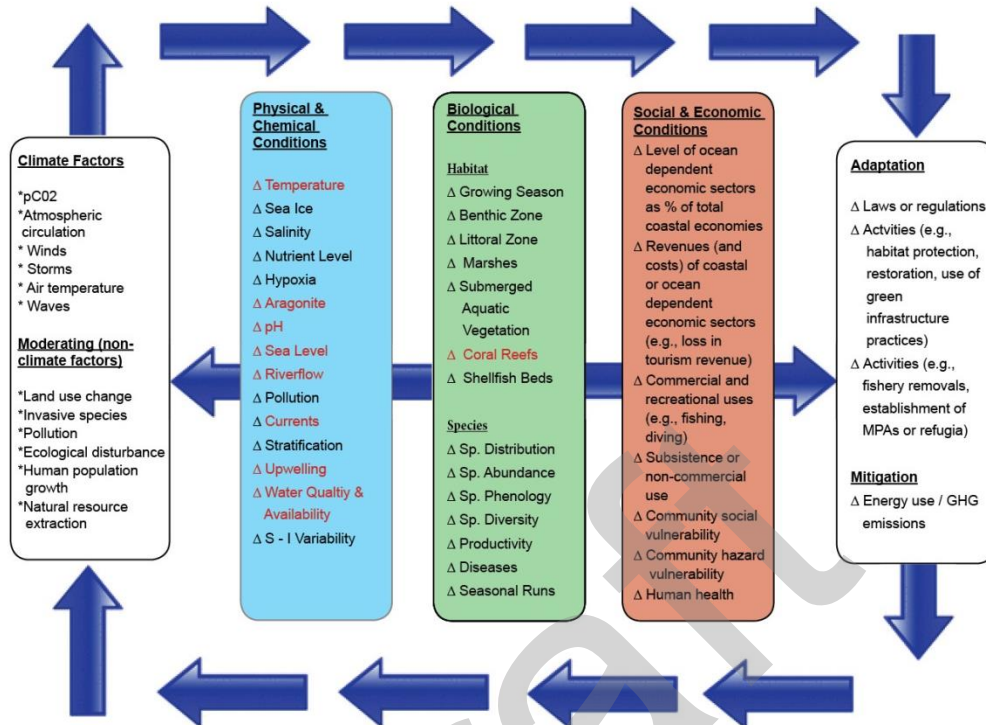 Climate Factors
*pC02
*Atmospheric
circulation
* Winds
* Storms
* Air temperature
* Waves
Moderating (non-
climate factors)
*Land use change
*Invasive species
*Pollution
*Ecological disturbance
*Human population
growth
*Natural resource
extraction
Physical &
Chemical
Conditions
Δ Temperature
Δ Sea Ice
Δ Salinity
Δ Nutrient Level
Δ Hypoxia
Δ Aragonite
Δ pH
Δ Sea Level
Δ Riverflow
Δ Pollution
Δ Currents
Δ Stratification
Δ Upwelling
Δ Water Qualtiy &
Availability
Δ S - I Variability
Biological
Conditions
Habitat
Δ Growing Season
Δ Benthic Zone
Δ Littoral Zone
Δ Marshes
Δ Submerged
Aquatic
Vegetation
Δ Coral Reefs
Δ Shellfish Beds
Species
Δ Sp. Distribution
Δ Sp. Abundance
Δ Sp. Phenology
Δ Sp. Diversity
Δ Productivity
Δ Diseases
Δ Seasonal Runs
Social & Economic
Conditions
Δ Level of ocean
dependent
economic sectors
as % of total
coastal economies
Δ Revenues (and
costs) of coastal
or ocean
dependent
economic sectors
(e.g., loss in
tourism revenue)
Δ Commercial and
recreational uses
(e.g., fishing,
diving)
Δ Subsistence or
non-commercial
use
Δ Community social
vulnerability
Δ Community hazard
vulnerability
Δ Human health
Adaptation
Δ Laws or regulations
Δ Actvities (e.g.,
habitat protection,
restoration, use of
green
infrastructure
practices)
Δ Activities (e.g.,
fishery removals,
establishment of
MPAs or refugia)
Mitigation
Δ Energy use / GHG
emissions